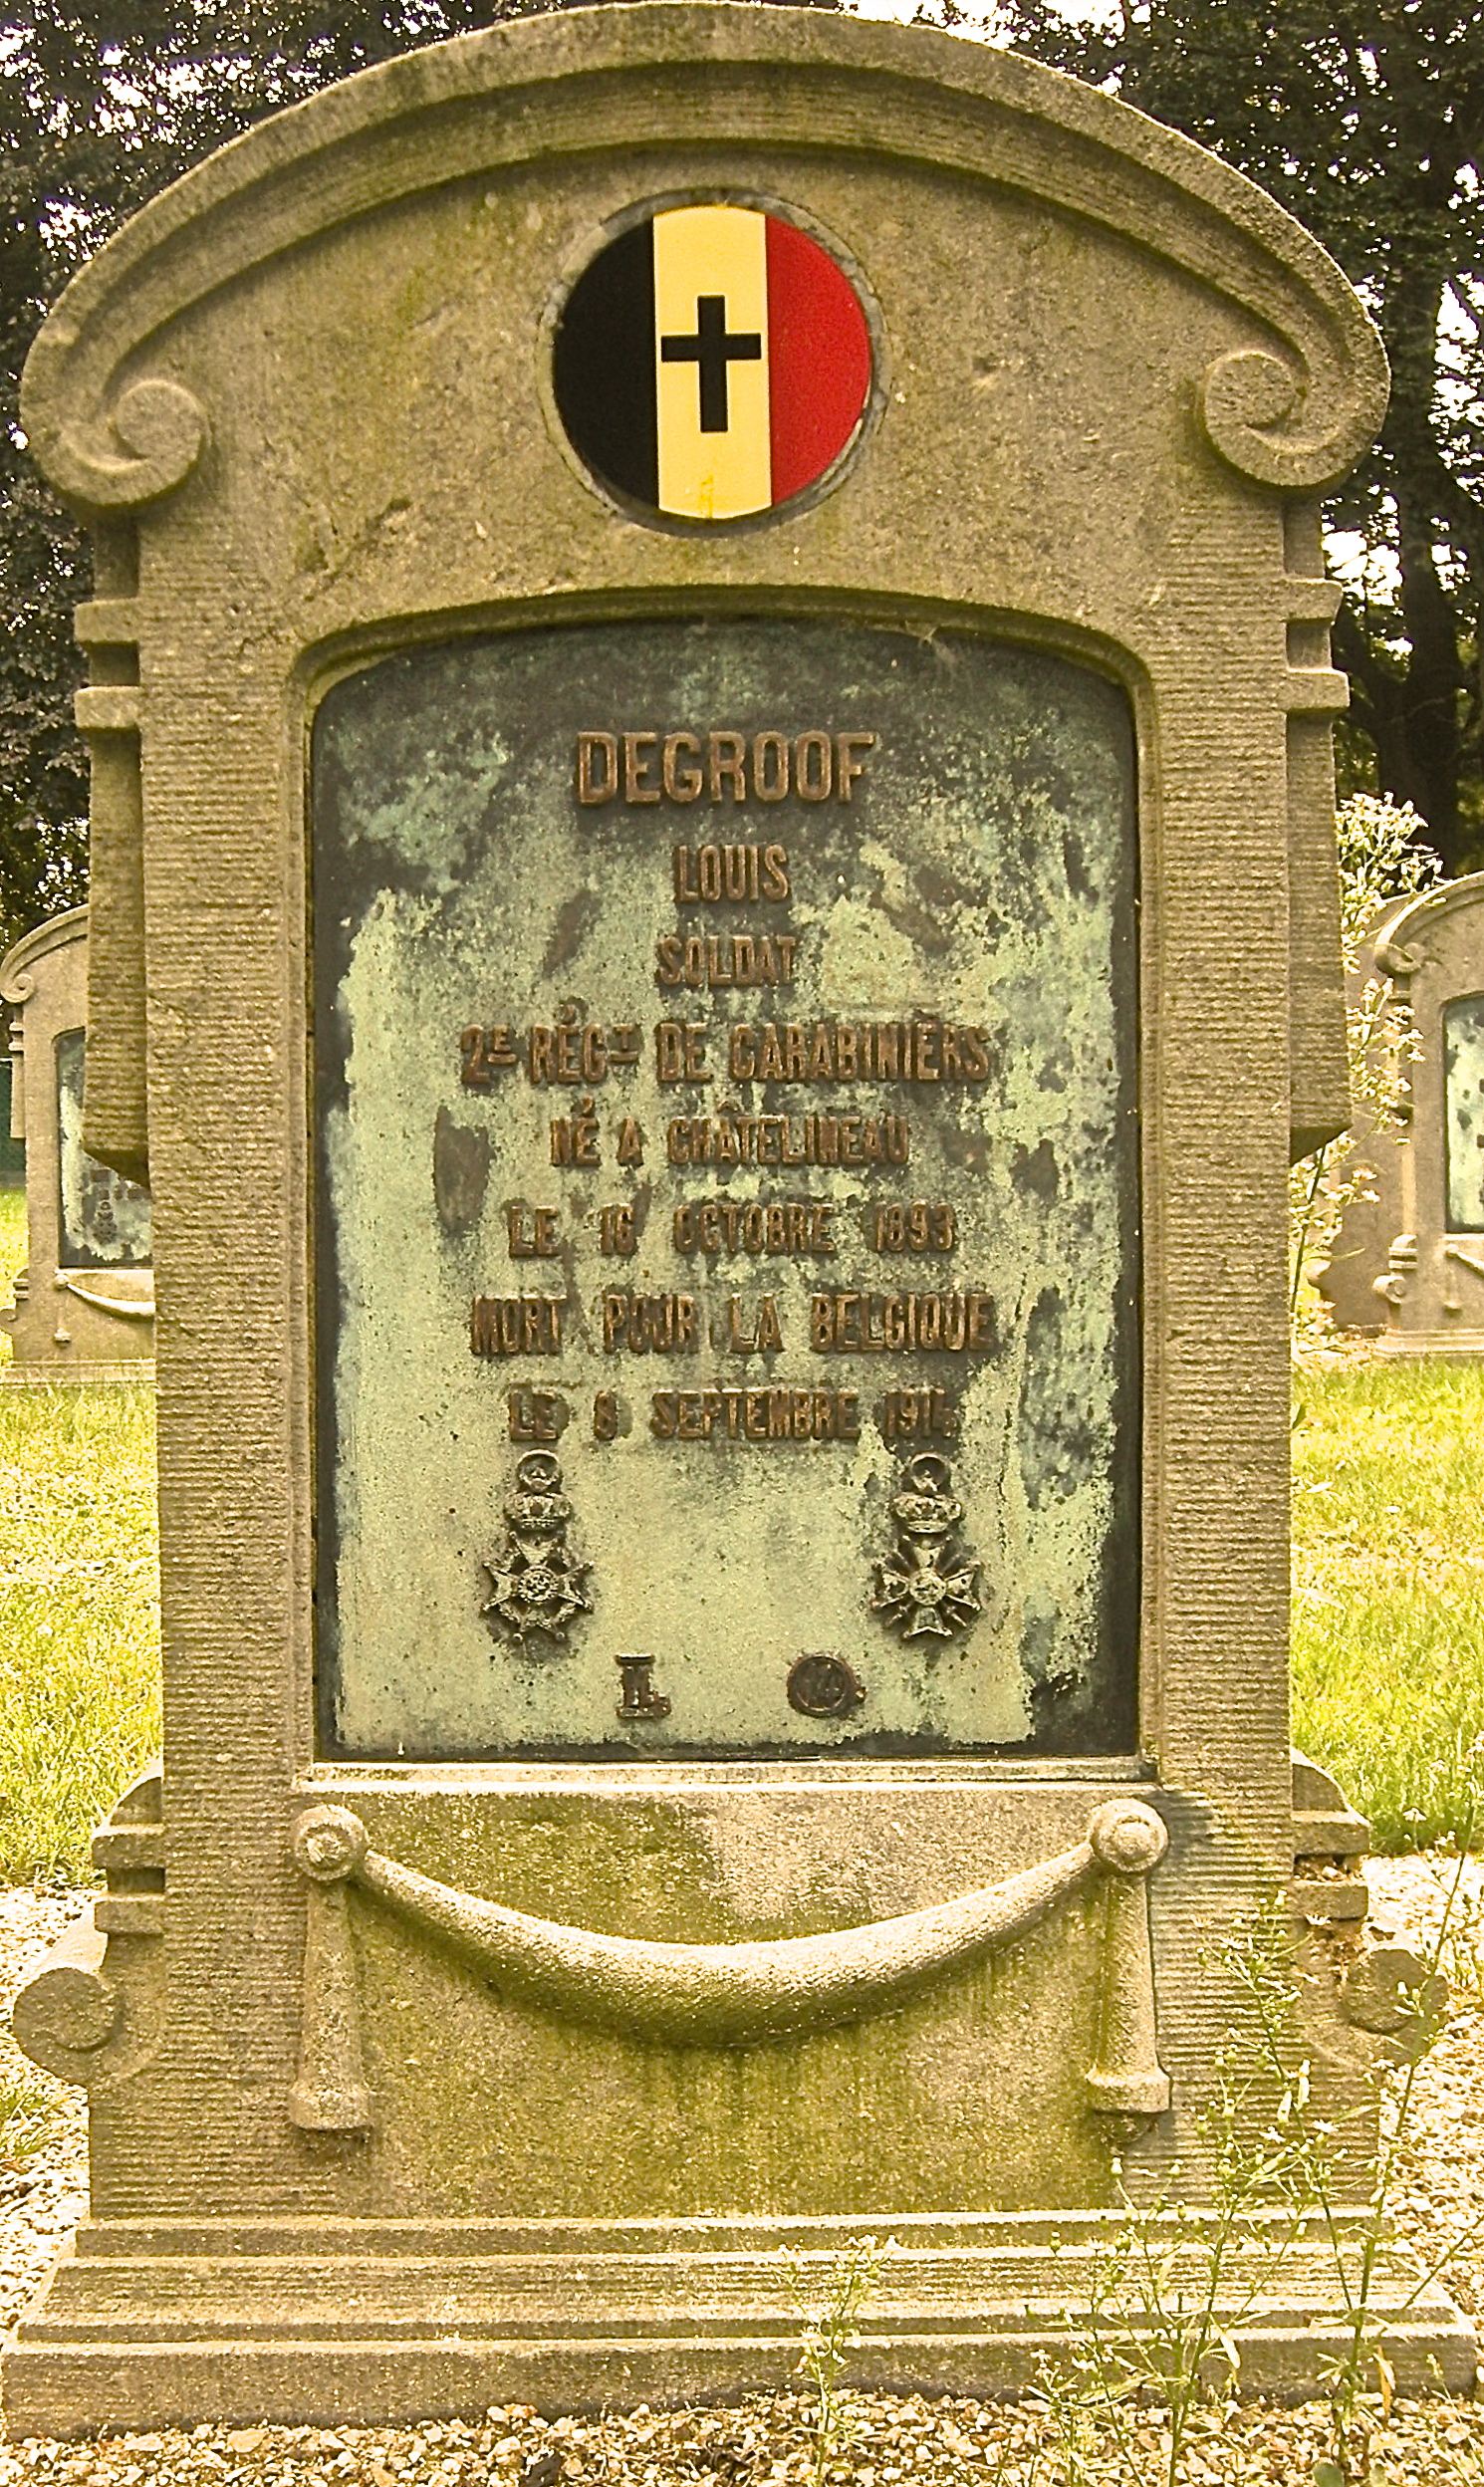 DEGROOF
LOUIS
SOLDAT
2E RÉGT DE CARABINIERS
NÉ A CHÂTELINEAU
LE 16 OCTOBRE 1893
MORT POUR LA BELGIQUE
LE 8 SEPTEMBRE 1914